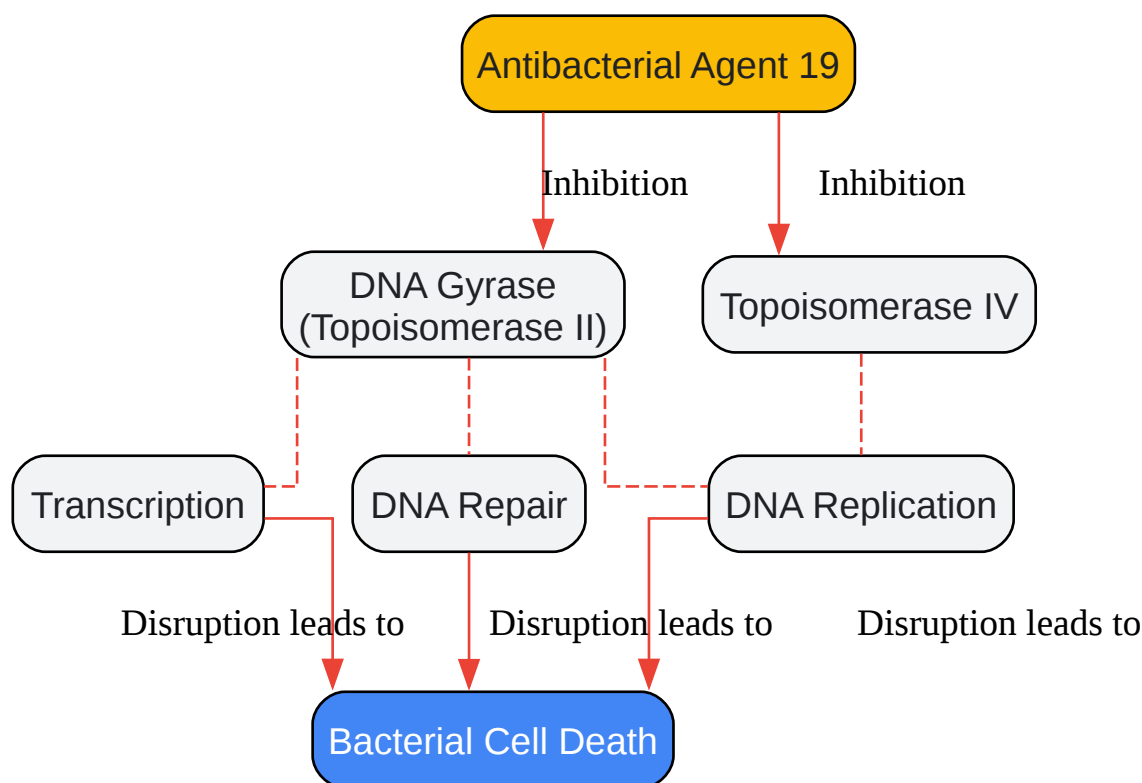 Antibacterial Agent 19
Inhibition
Inhibition
DNA Gyrase
(Topoisomerase II)
Topoisomerase IV
Transcription
DNA Repair
DNA Replication
Disruption leads to
Disruption leads to
Disruption leads to
Bacterial Cell Death